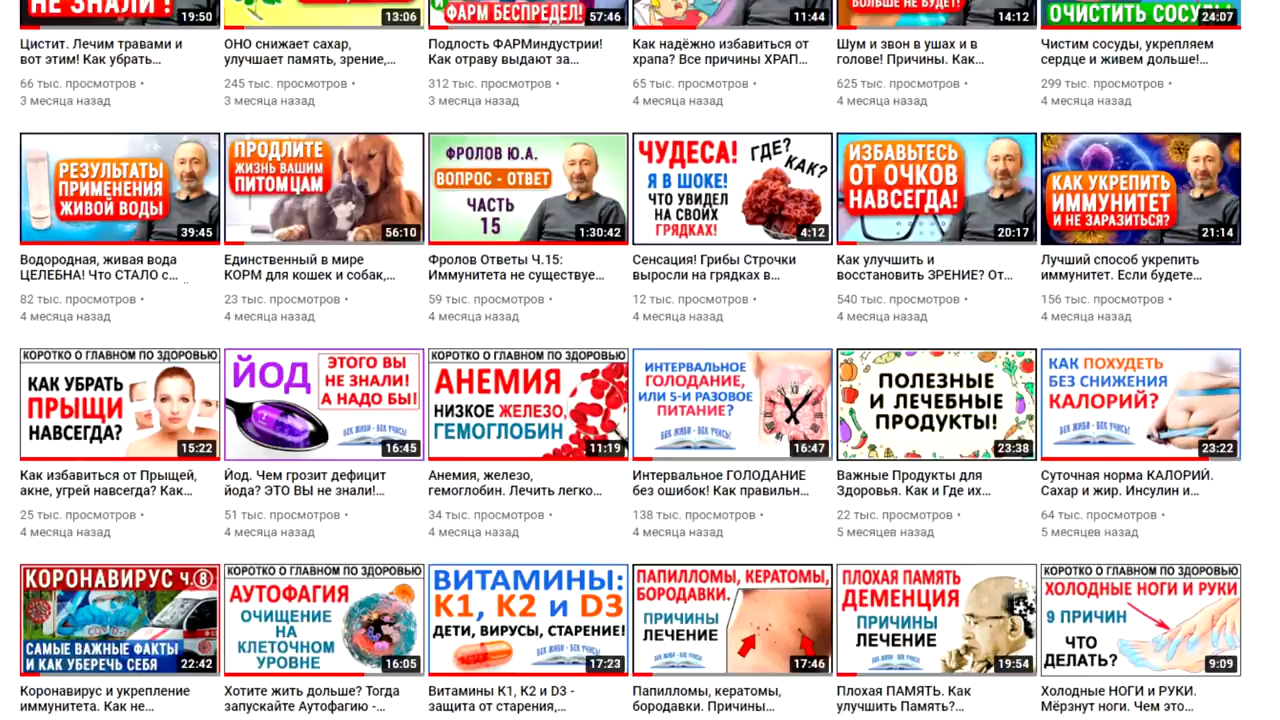 НЕ ЗНАЛИ !
19:50
13:06
ФАРМ БЕСПРЕДЕЛ!
57:46
11:44
БОЛЬШЕ НЕ БУДЕТ!
14:12
ОЧИСТИТЬ СОСУДЫ
24:07
Цистит. Лечим травами и
вот этим! Как убрать…
66 тыс. просмотров •
3 месяца назад
ОНО снижает сахар,
улучшает память, зрение,…
245 тыс. просмотров •
3 месяца назад
Подлость ФАРМиндустрии!
Как отраву выдают за…
312 тыс. просмотров •
3 месяца назад
Как надёжно избавиться от
храпа? Все причины ХРАП…
65 тыс. просмотров •
4 месяца назад
Шум и звон в ушах и в
голове! Причины. Как…
625 тыс. просмотров •
4 месяца назад
Чистим сосуды, укрепляем
сердце и живем дольше!…
299 тыс. просмотров •
4 месяца назад
РЕЗУЛЬТАТЫ
ПРИМЕНЕНИЯ
ЖИВОЙ ВОДЫ
39:45
ПРОДЛИТЕ
ЖИЗНЬ ВАШИМ
ПИТОМЦАМ
56:10
ФРОЛОВ Ю.А.
ВОПРОС - ОТВЕТ
ЧАСТЬ
15
1:30:42
ЧУДЕСА!
ГДЕ?
КАК?
Я В ШОКЕ!
ЧТО УВИДЕЛ
НА СВОИХ
ГРЯДКАХ!
4:12
ИЗБАВЬТЕСЬ
ОТ ОЧКОВ
НАВСЕГДА!
20:17
КАК УКРЕПИТЬ
ИММУНИТЕТ
И НЕ ЗАРАЗИТЬСЯ?
21:14
Водородная, живая вода
ЦЕЛЕБНА! Что СТАЛО с…
82 тыс. просмотров •
4 месяца назад
Единственный в мире
КОРМ для кошек и собак,…
23 тыс. просмотров •
4 месяца назад
Фролов Ответы Ч.15:
Иммунитета не существуе…
59 тыс. просмотров •
4 месяца назад
Сенсация! Грибы Строчки
выросли на грядках в…
12 тыс. просмотров •
4 месяца назад
Как улучшить и
восстановить ЗРЕНИЕ? От…
540 тыс. просмотров •
4 месяца назад
Лучший способ укрепить
иммунитет. Если будете…
156 тыс. просмотров •
4 месяца назад
КОРОТКО О ГЛАВНОМ ПО ЗДОРОВЬЮ
КАК УБРАТЬ
ПРЫЩИ
НАВСЕГДА?
15:22
ЙОД
ЭТОГО ВЫ
НЕ ЗНАЛИ!
А НАДО БЫ!
ВЕК ЖИВИ - ВЕК УЧИСЬ!
16:45
КОРОТКО О ГЛАВНОМ ПО ЗДОРОВЬЮ
АНЕМИЯ
НИЗКОЕ ЖЕЛЕЗО,
ГЕМОГЛОБИН
11:19
ИНТЕРВАЛЬНОЕ
ГОЛОДАНИЕ,
ИЛИ 5-И РАЗОВОЕ
ПИТАНИЕ?
ВЕК ЖИВИ - ВЕК УЧИСЬ!
16:47
ПОЛЕЗНЫЕ
И ЛЕЧЕБНЫЕ
ПРОДУКТЫ!
23:38
КАК ПОХУДЕТЬ
БЕЗ СНИЖЕНИЯ
КАЛОРИЙ?
ВЕК ЖИВИ - ВЕК УЧИСЬ!
23:22
Как избавиться от Прыщей,
акне, угрей навсегда? Как…
25 тыс. просмотров •
4 месяца назад
Йод. Чем грозит дефицит
йода? ЭТО ВЫ не знали!…
51 тыс. просмотров •
4 месяца назад
Анемия, железо,
гемоглобин. Лечить легко…
34 тыс. просмотров •
4 месяца назад
Интервальное ГОЛОДАНИЕ
без ошибок! Как правильн…
138 тыс. просмотров •
4 месяца назад
Важные Продукты для
Здоровья. Как и Где их…
22 тыс. просмотров •
5 месяцев назад
Суточная норма КАЛОРИЙ.
Сахар и жир. Инсулин и…
64 тыс. просмотров •
5 месяцев назад
КОРОНАВИРУС Ч.8
САМЫЕ ВАЖНЫЕ ФАКТЫ
И КАК УБЕРЕЧЬ СЕБЯ
22:42
КОРОТКО О ГЛАВНОМ ПО ЗДОРОВЬЮ
АУТОФАГИЯ
ОЧИЩЕНИЕ
НА
КЛЕТОЧНОМ
УРОВНЕ
16:05
ВИТАМИНЫ:
К1, К2 и D3
ДЕТИ, ВИРУСЫ, СТАРЕНИЕ!
ВЕК ЖИВИ - ВЕК УЧИСЬ!
17:23
ПАПИЛЛОМЫ, КЕРАТОМЫ,
БОРОДАВКИ.
ПРИЧИНЫ
ЛЕЧЕНИЕ
17:46
ПЛОХАЯ ПАМЯТЬ
ДЕМЕНЦИЯ
ПРИЧИНЫ
ЛЕЧЕНИЕ
19:54
КОРОТКО О ГЛАВНОМ ПО ЗДОРОВЬЮ
ХОЛОДНЫЕ НОГИ И РУКИ
9 ПРИЧИН
ЧТО
ДЕЛАТЬ?
9:09
Коронавирус и укрепление
иммунитета. Как не…
Хотите жить дольше? Тогда
запускайте Аутофагию -…
Витамины К1, К2 и D3 -
защита от старения,…
Папилломы, кератомы,
бородавки. Причины…
Плохая ПАМЯТЬ. Как
улучшить Память?…
Холодные НОГИ и РУКИ.
Мёрзнут ноги. Чем это…